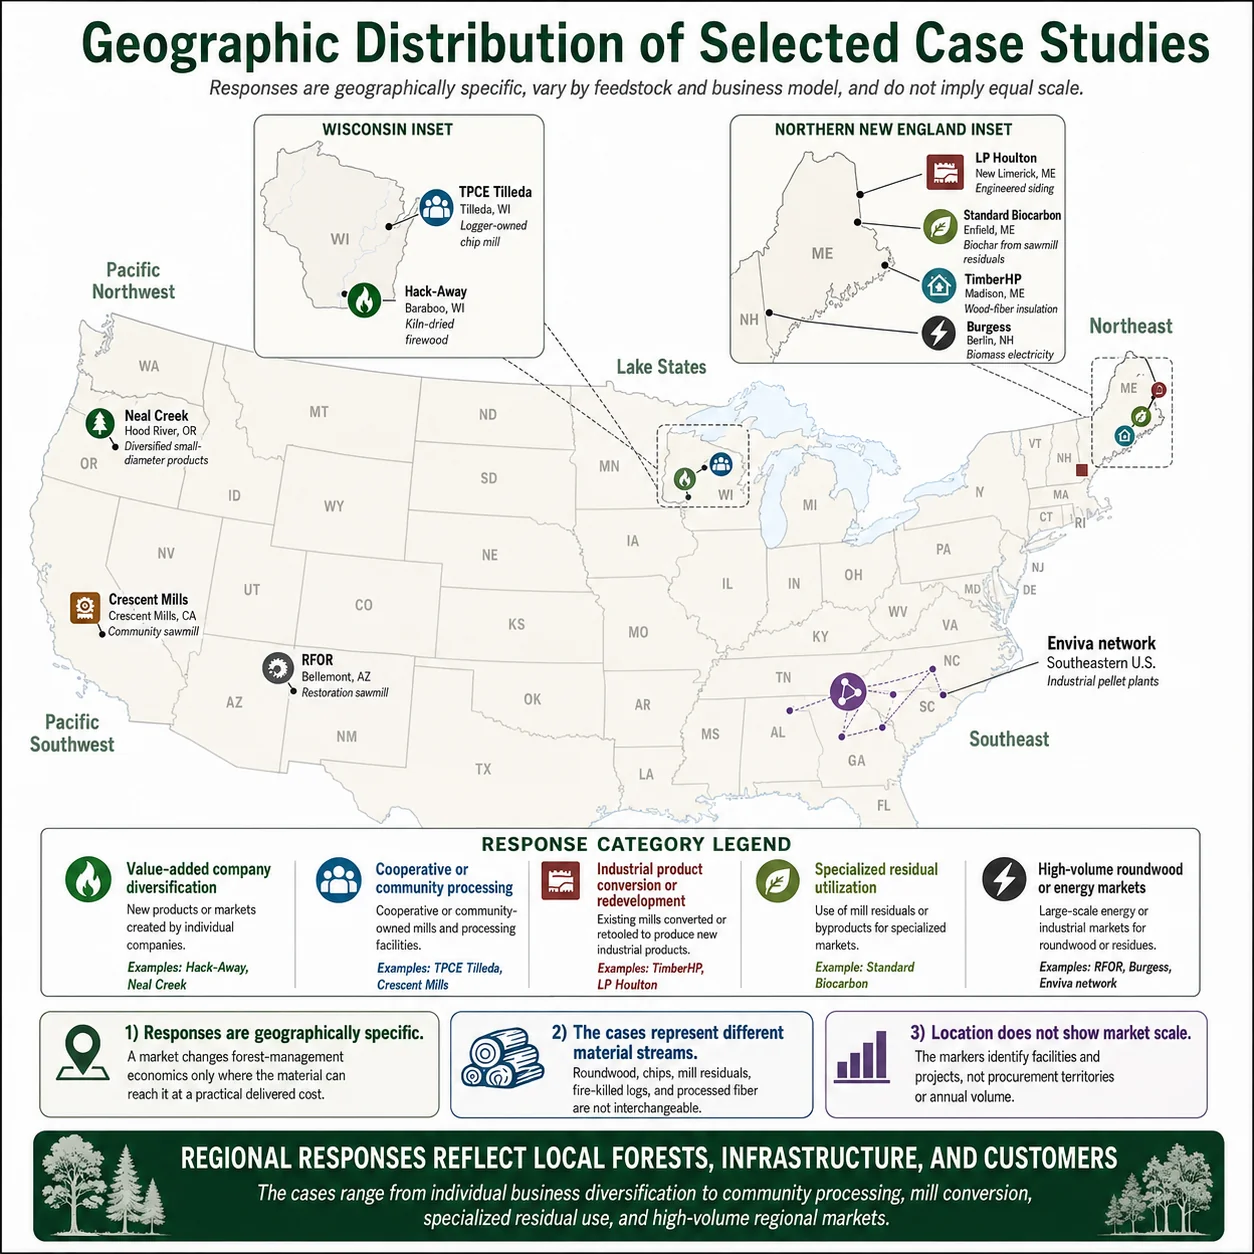 Geographic Distribution of Selected Case Studies
Responses are geographically specific, vary by feedstock and business model, and do not imply equal scale.
WISCONSIN INSET
WI
TPCE Tilleda
Tilleda, WI
Logger-owned
chip mill
Hack-Away
Baraboo, WI
Kiln-dried
firewood
NORTHERN NEW ENGLAND INSET
ME
NH
LP Houlton
New Limerick, ME
Engineered siding
Standard Biocarbon
Enfield, ME
Biochar from sawmill
residuals
TimberHP
Madison, ME
Wood-fiber insulation
Burgess
Berlin, NH
Biomass electricity
Pacific
Northwest
Lake States
Northeast
WA
MT
ND
MN
WI
ME
VT
NH
Neal Creek
Hood River, OR
Diversified small-
diameter products
OR
ID
WY
SD
MI
N
MA
CT
RI
NV
UT
CO
NE
IA
IL
IN
OH
PA
NJ
MD
DE
WV
VA
Crescent Mills
Crescent Mills, CA
Community sawmill
KS
MO
KY
RFOR
Bellemont, AZ
Restoration sawmill
AZ
NM
OK
AR
TN
NC
SC
Enviva network
Southeastern U.S.
Industrial pellet plants
Pacific
Southwest
TX
LA
MS
AL
GA
FL
Southeast
RESPONSE CATEGORY LEGEND
Value-added company
diversification
New products or markets
created by individual
companies.
Examples: Hack-Away,
Neal Creek
Cooperative or
community processing
Cooperative or community-
owned mills and processing
facilities.
Examples: TPCE Tilleda,
Crescent Mills
Industrial product
conversion or
redevelopment
Existing mills converted or
retooled to produce new
industrial products.
Examples: TimberHP,
LP Houlton
Specialized residual
utilization
Use of mill residuals or
byproducts for specialized
markets.
Example: Standard
Biocarbon
High-volume roundwood
or energy markets
Large-scale energy or
industrial markets for
roundwood or residues.
Examples: RFOR, Burgess,
Enviva network
1) Responses are geographically specific.
A market changes forest-management
economics only where the material can
reach it at a practical delivered cost.
2) The cases represent different
material streams.
Roundwood, chips, mill residuals,
fire-killed logs, and processed fiber
are not interchangeable.
3) Location does not show market scale.
The markers identify facilities and
projects, not procurement territories
or annual volume.
REGIONAL RESPONSES REFLECT LOCAL FORESTS, INFRASTRUCTURE, AND CUSTOMERS
The cases range from individual business diversification to community processing, mill conversion,
specialized residual use, and high-volume regional markets.